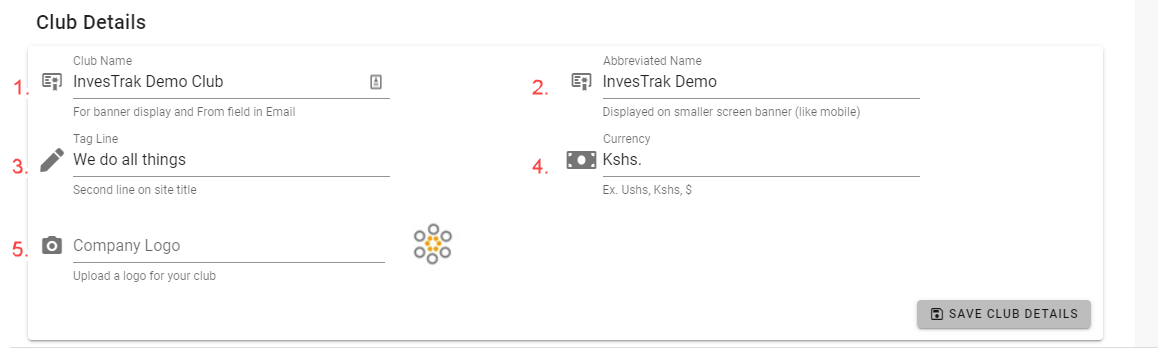 Club Details
Club Name
Abbreviated Name
1. InvesTrak Demo Club
2. InvesTrak Demo
For banner display and From field in Email
Displayed on smaller screen banner (like mobile)
Tag Line
Currency
3. We do all things
4. Kshs.
Second line on site title
Ex. Ushs, Kshs, $
5. Company Logo
Upload a logo for your club
SAVE CLUB DETAILS